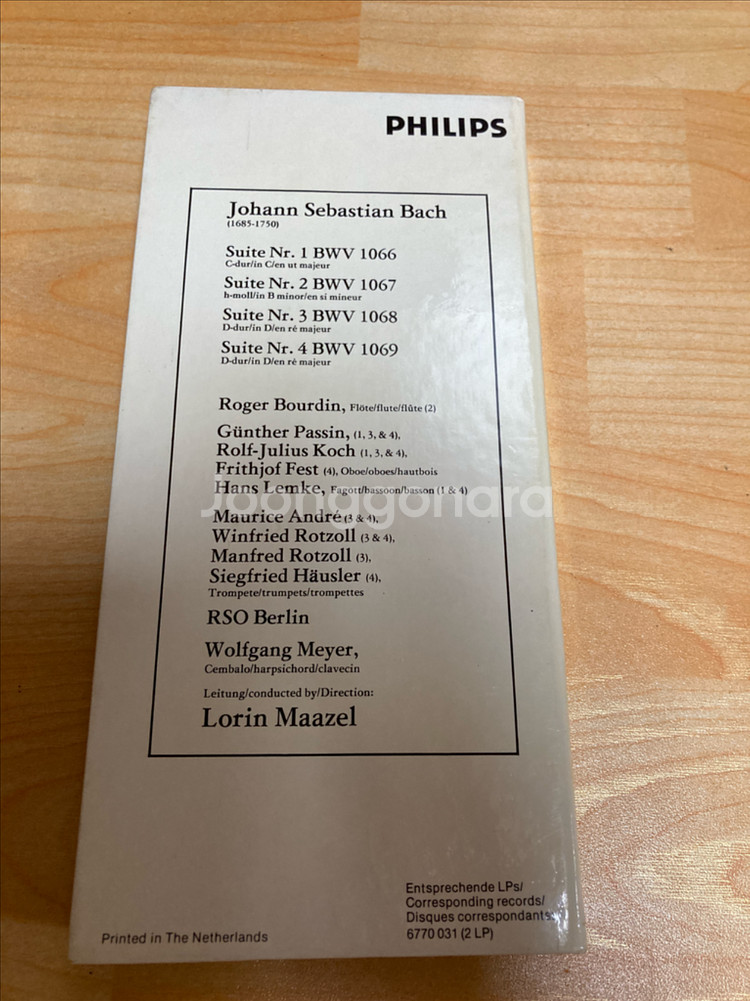 PHILIPS
Johann Sebastian Bach
(1685-1750)
Suite Nr. 1 BWV 1066
C-dur/in C/en ut majeur
Suite Nr. 2 BWV 1067
h-moll/in B minor/en si mineur
Suite Nr. 3 BWV 1068
D-dur/in D/en ré majeur
Suite Nr. 4 BWV 1069
D-dur/in D/en ré majeur
Roger Bourdin, Flöte/flute/flûte (2)
Günther Passin, (1, 3, & 4),
Rolf-Julius Koch (1, 3, & 4),
Frithjof Fest (4), Oboe/oboes/hautbois
Hans Lemke, Fagott/bassoon/basson (1 & 4)
Joonggonara
Maurice André (3 & 4),
Winfried Rotzoll (3 & 4),
Manfred Rotzoll (3),
Siegfried Häusler (4),
Trompete/trumpets/trompettes
RSO Berlin
Wolfgang Meyer,
Cembalo/harpsichord/clavecin
Leitung/conducted by/Direction:
Lorin Maazel
Entsprechende LPs/
Corresponding records/
Disques correspondants:
6770 031 (2 LP)
Printed in The Netherlands